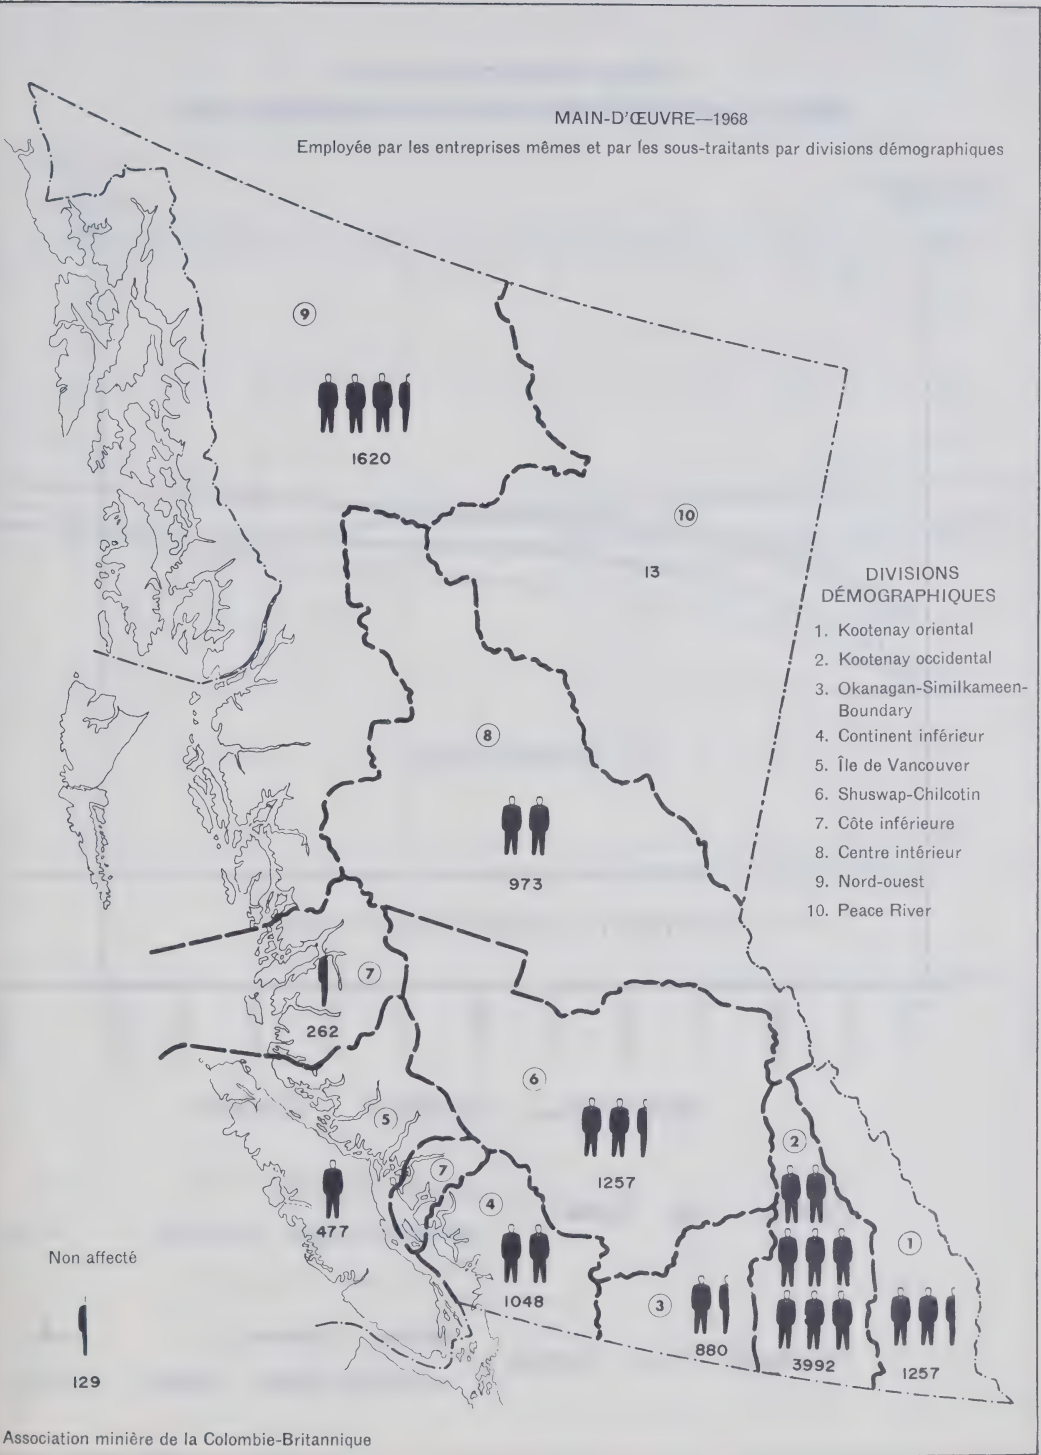 MAIN-D'ŒUVRE—1968
Employée par les entreprises mêmes et par les sous-traitants par divisions démographiques
9
1620
10
13
DIVISIONS
DÉMOGRAPHIQUES
1. Kootenay oriental
2. Kootenay occidental
3. Okanagan-Similkameen-
Boundary
4. Continent inférieur
5. Île de Vancouver
6. Shuswap-Chilcotin
7. Côte inférieure
8. Centre intérieur
9. Nord-ouest
10. Peace River
8
973
7
262
6
1257
5
477
7
4
1048
2
3992
1
1257
3
880
Non affecté
129
Association minière de la Colombie-Britannique